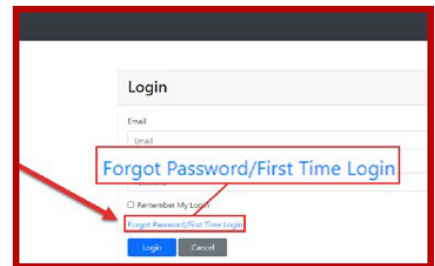 Login
Email
Email
Forgot Password/First Time Login
Password
Remember My Login
Forgot Password/First Time Login
Login Cancel